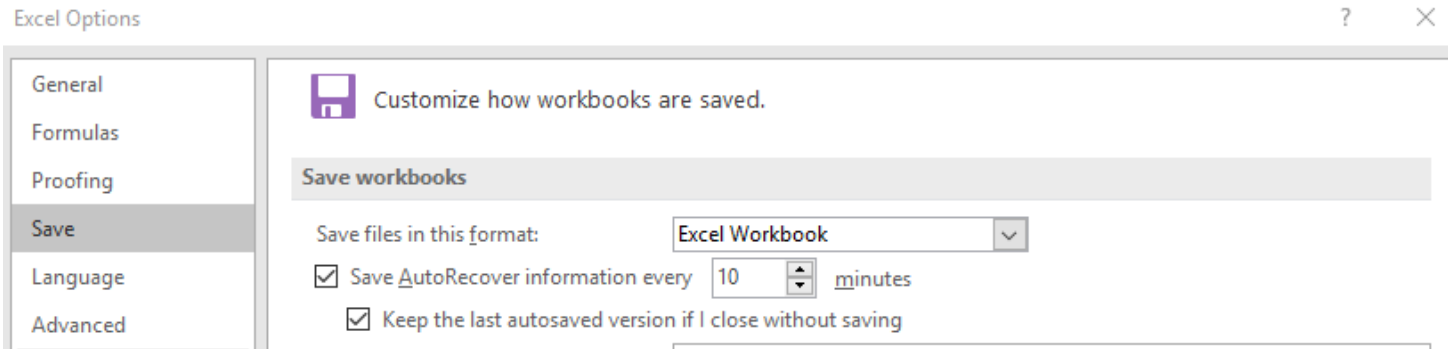 Excel Options
?
General
Formulas
Proofing
Save
Language
Advanced
Customize how workbooks are saved.
Save workbooks
Save files in this format: Excel Workbook
Save AutoRecover information every 10 minutes
Keep the last autosaved version if I close without saving